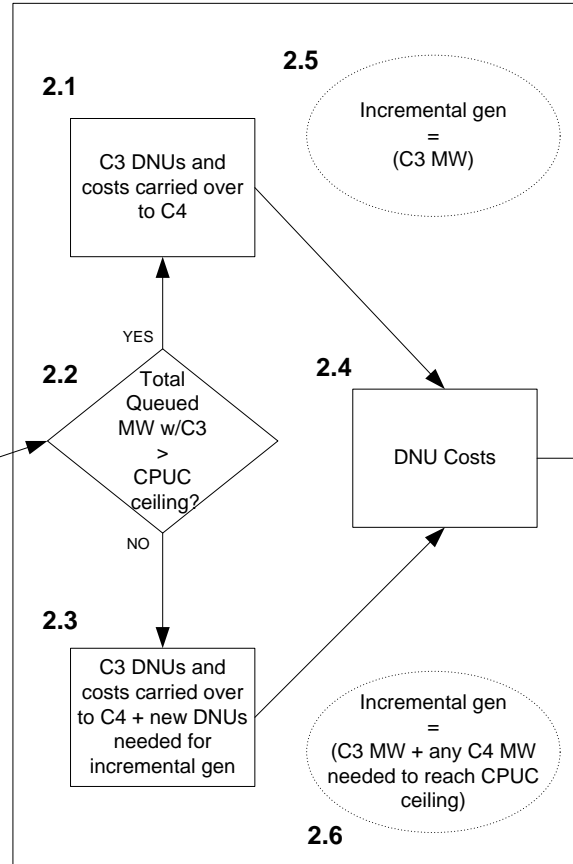 2.5
2.1
Incremental gen
=
(C3 MW)
C3 DNUs and
costs carried over
to C4
YES
2.2
Total
Queued
MW w/C3
>
CPUC
ceiling?
2.4
DNU Costs
NO
2.3
C3 DNUs and
costs carried over
to C4 + new DNUs
needed for
incremental gen
Incremental gen
=
(C3 MW + any C4 MW
needed to reach CPUC
ceiling)
2.6